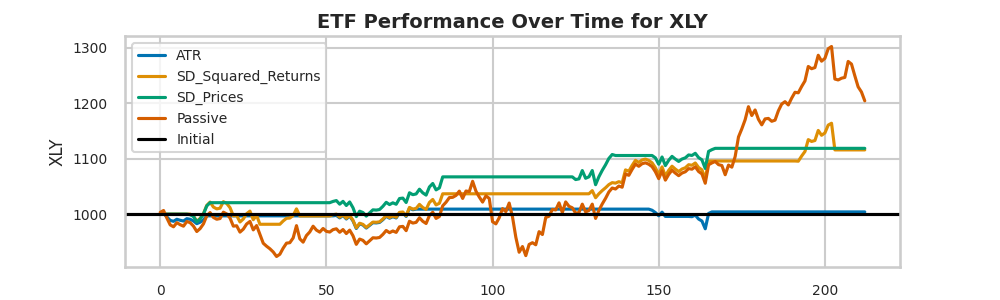 ETF Performance Over Time for XLY
1300
1200
1100
1000
XLY
ATR
SD_Squared_Returns
SD_Prices
Passive
Initial
0
50
100
150
200